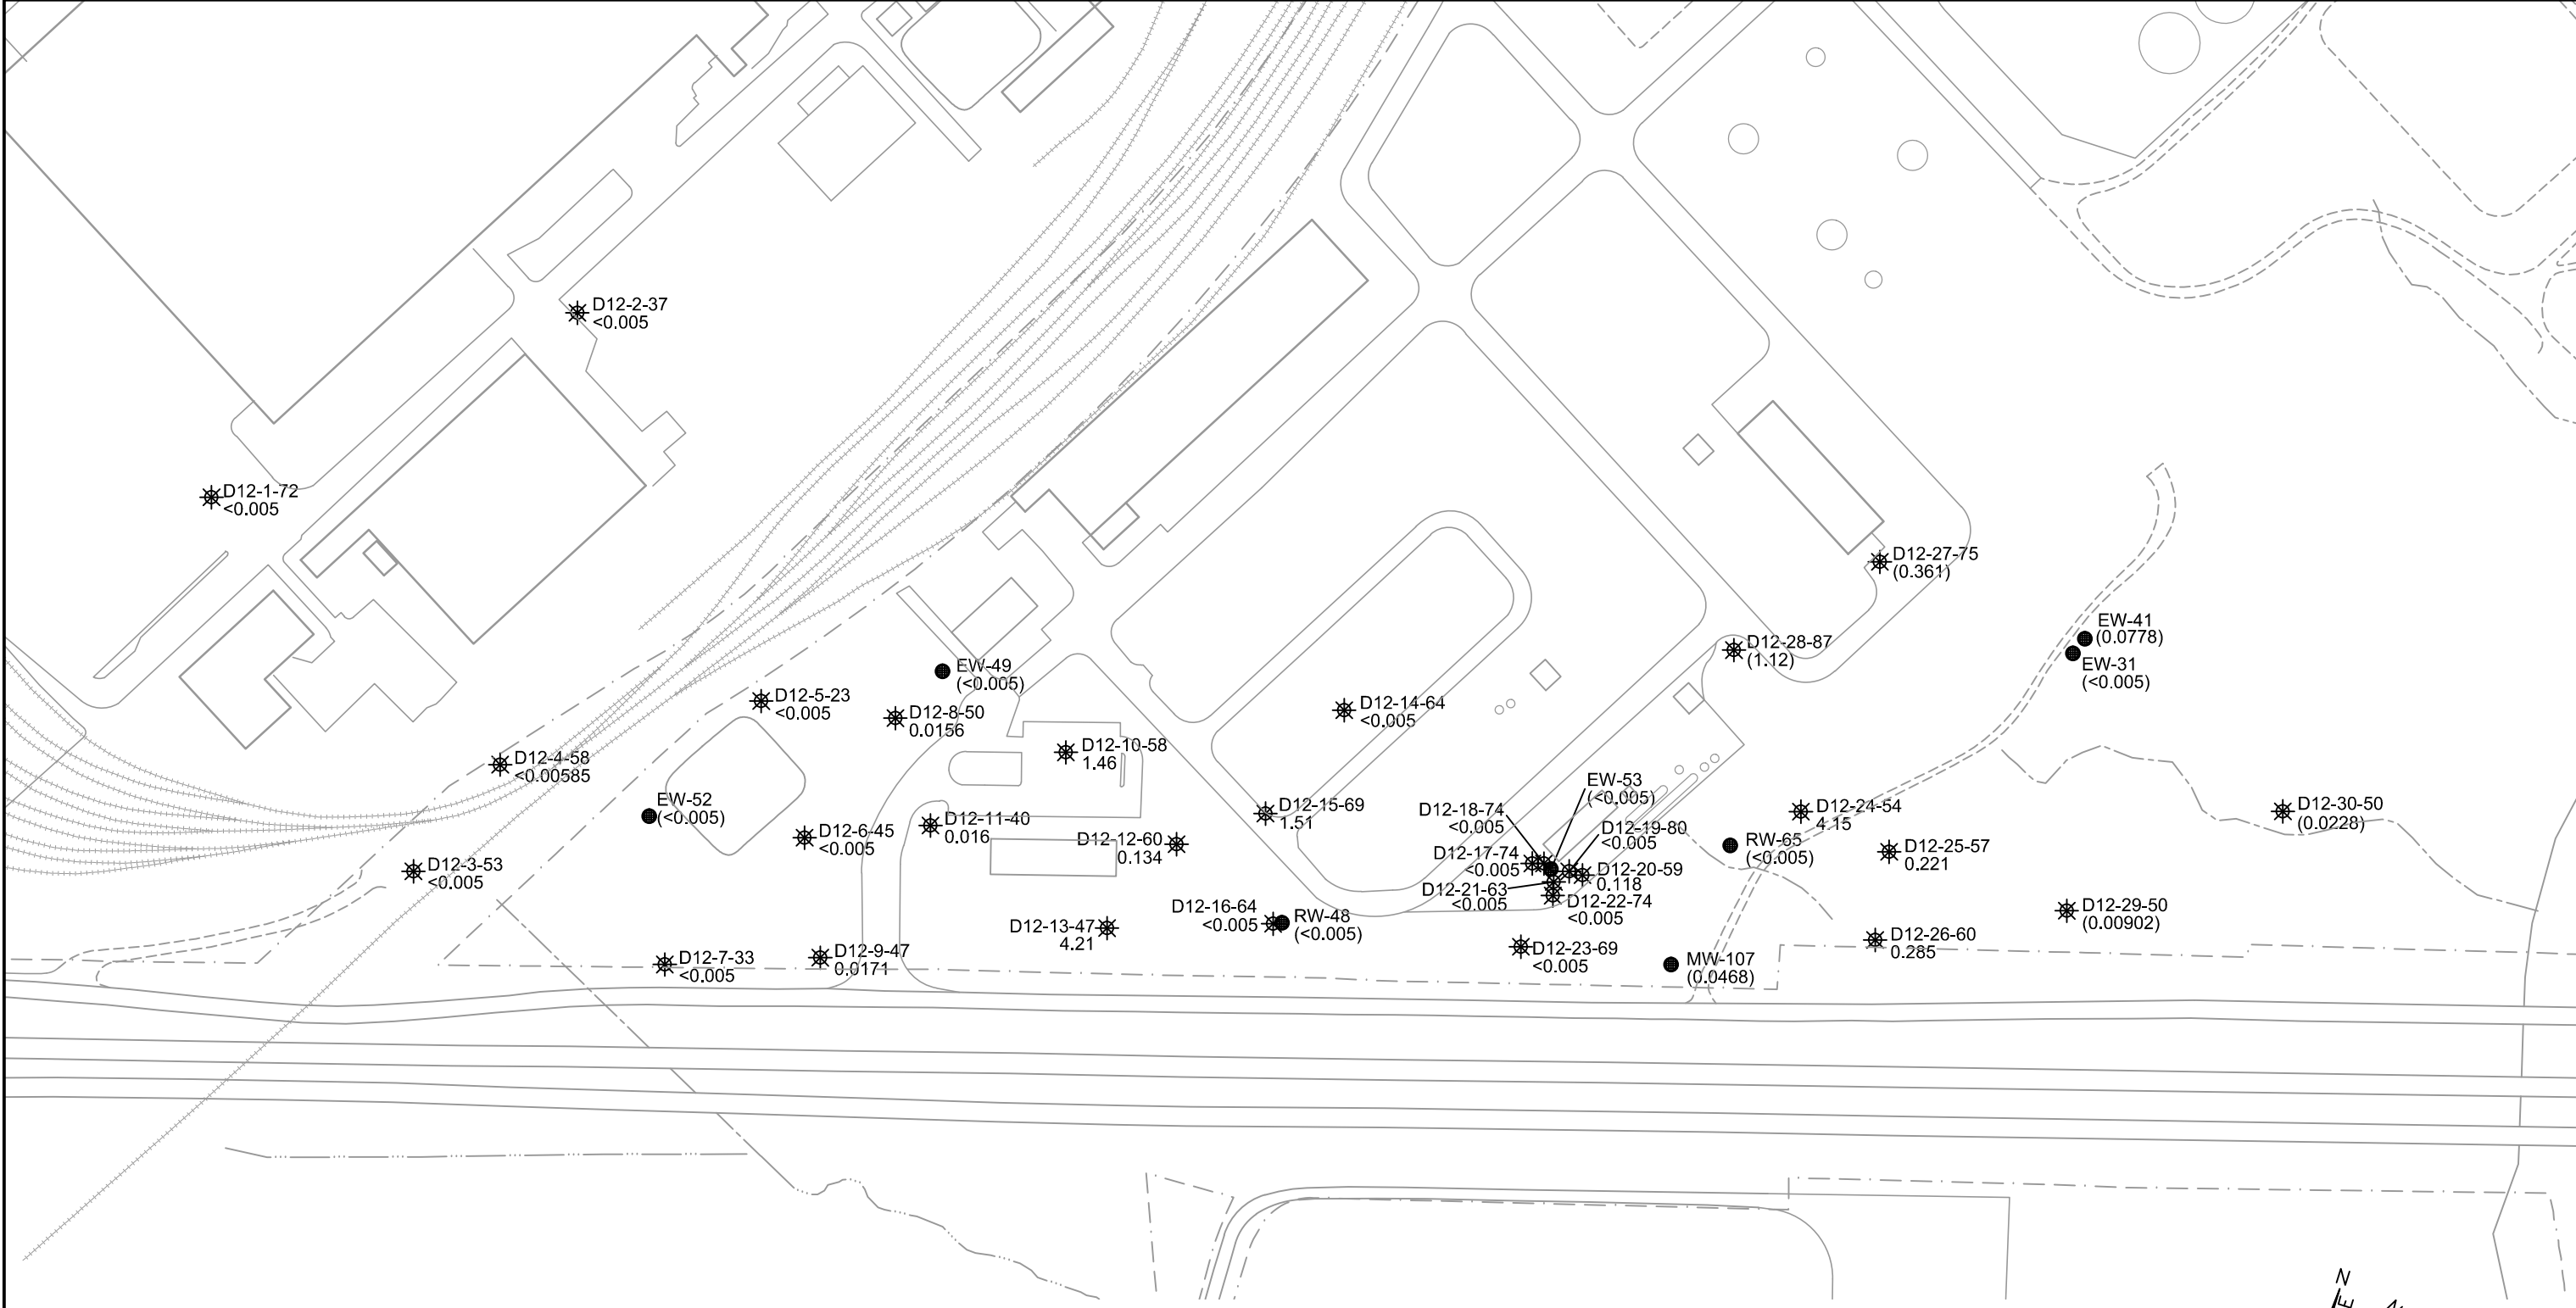 D12-2-37
<0.005
D12-1-72
<0.005
D12-27-75
(0.361)
EW-41
(0.0778)
EW-31
(<0.005)
D12-28-87
(1.12)
EW-49
(<0.005)
D12-5-23
<0.005
D12-8-50
0.0156
D12-14-64
<0.005
D12-10-58
1.46
D12-4-58
<0.00585
EW-52
(<0.005)
D12-6-45
<0.005
D12-11-40
0.016
D12-12-60
0.134
D12-15-69
1.51
EW-53
(<0.005)
D12-18-74
<0.005
D12-19-80
<0.005
D12-17-74
<0.005
D12-20-59
0.118
D12-21-63
<0.005
D12-22-74
<0.005
RW-65
(<0.005)
D12-24-54
4.15
D12-25-57
0.221
D12-30-50
(0.0228)
D12-3-53
<0.005
D12-7-33
<0.005
D12-9-47
0.0171
D12-13-47
4.21
D12-16-64
<0.005
RW-48
(<0.005)
D12-23-69
<0.005
MW-107
(0.0468)
D12-26-60
0.285
D12-29-50
(0.00902)
N